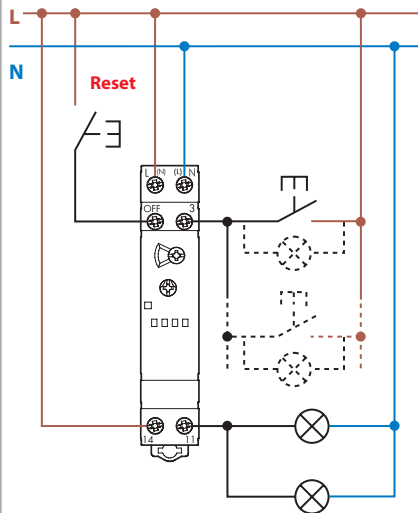 L
N
Reset
L (N) (L) N
OFF 3
14 11